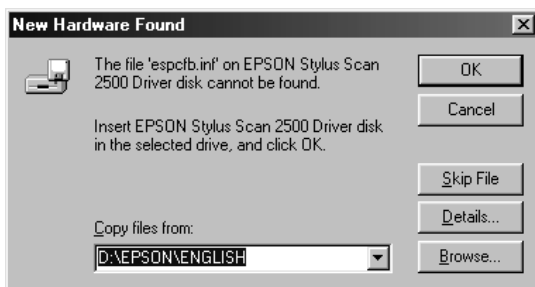 New Hardware Found
The file 'espcfb.inf' on EPSON Stylus Scan
2500 Driver disk cannot be found.
OK
Cancel
Insert EPSON Stylus Scan 2500 Driver disk
in the selected drive, and click OK.
Skip File
Details...
Copy files from:
D:\EPSON\ENGLISH
Browse...